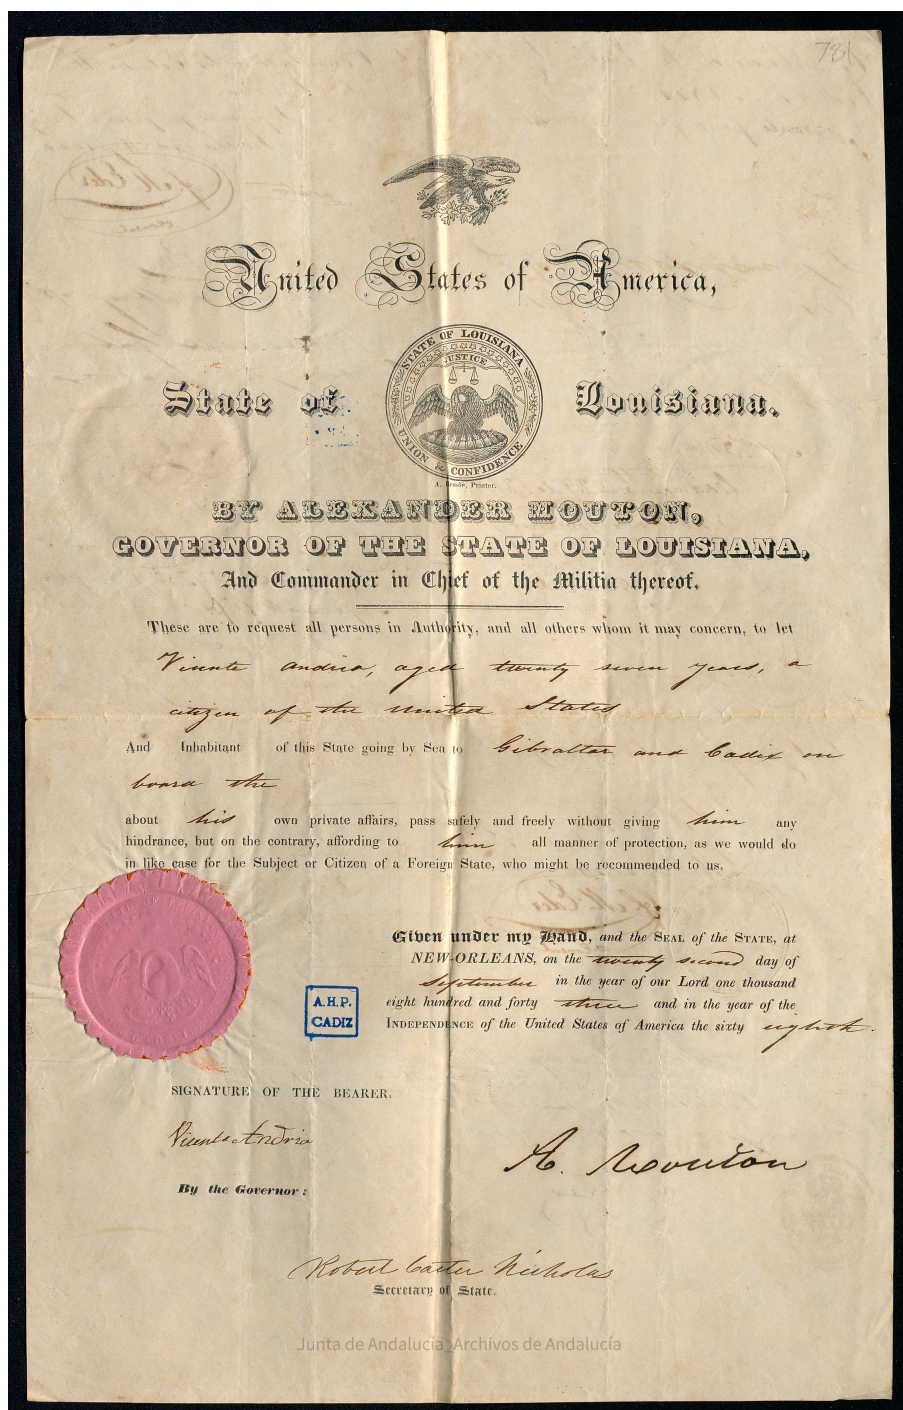 781
United States of America,
STATE OF LOUISIANA
JUSTICE
UNION & CONFIDENCE
State of Louisiana.
Printer.
BY ALEXANDER MOUTON,
GOVERNOR OF THE STATE OF LOUISIANA,
And Commander in Chief of the Militia thereof.
These are to request all persons in Authority, and all others whom it may concern, to let
Vicente Andria, aged twenty seven years, a
citizen of the United States
And Inhabitant of this State going by Sea to Gibraltar and Cadix on
board the
about his own private affairs, pass safely and freely without giving him any
hindrance, but on the contrary, affording to him all manner of protection, as we would do
in like case for the Subject or Citizen of a Foreign State, who might be recommended to us.
Given under my Hand, and the SEAL of the STATE, at
NEW-ORLEANS, on the twenty second day of
September in the year of our Lord one thousand
eight hundred and forty three and in the year of the
INDEPENDENCE of the United States of America the sixty eighth.
A.H.P.
CADIZ
SIGNATURE OF THE BEARER.
Vicente Andria
A. Mouton
By the Governor:
Robert Carter Nicholas
Secretary of State.
Junta de Andalucía Archivos de Andalucía